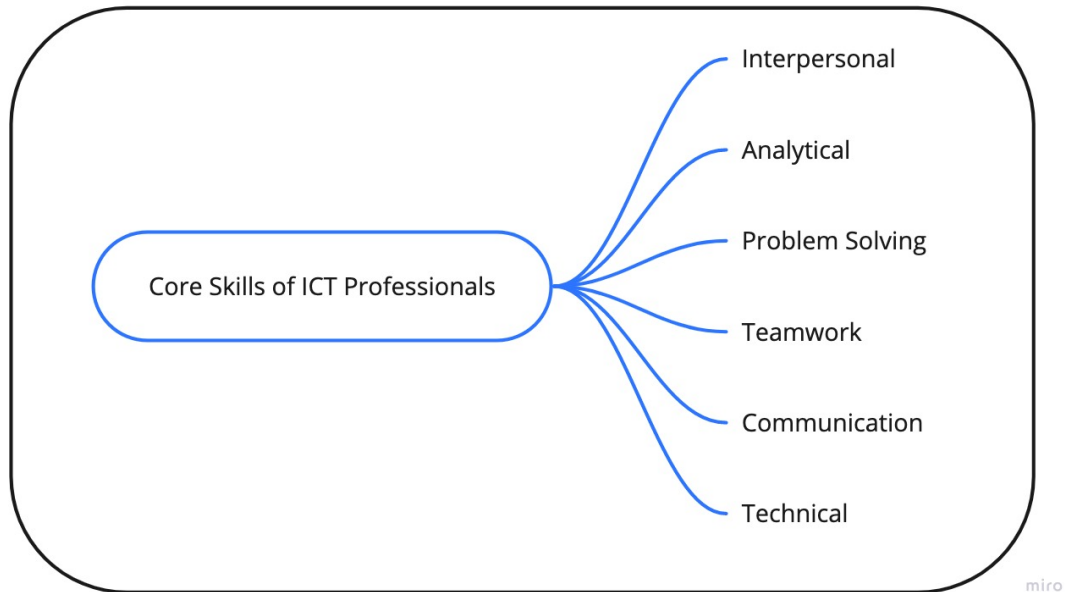 Interpersonal
Analytical
Problem Solving
Core Skills of ICT Professionals
Teamwork
Communication
Technical
miro